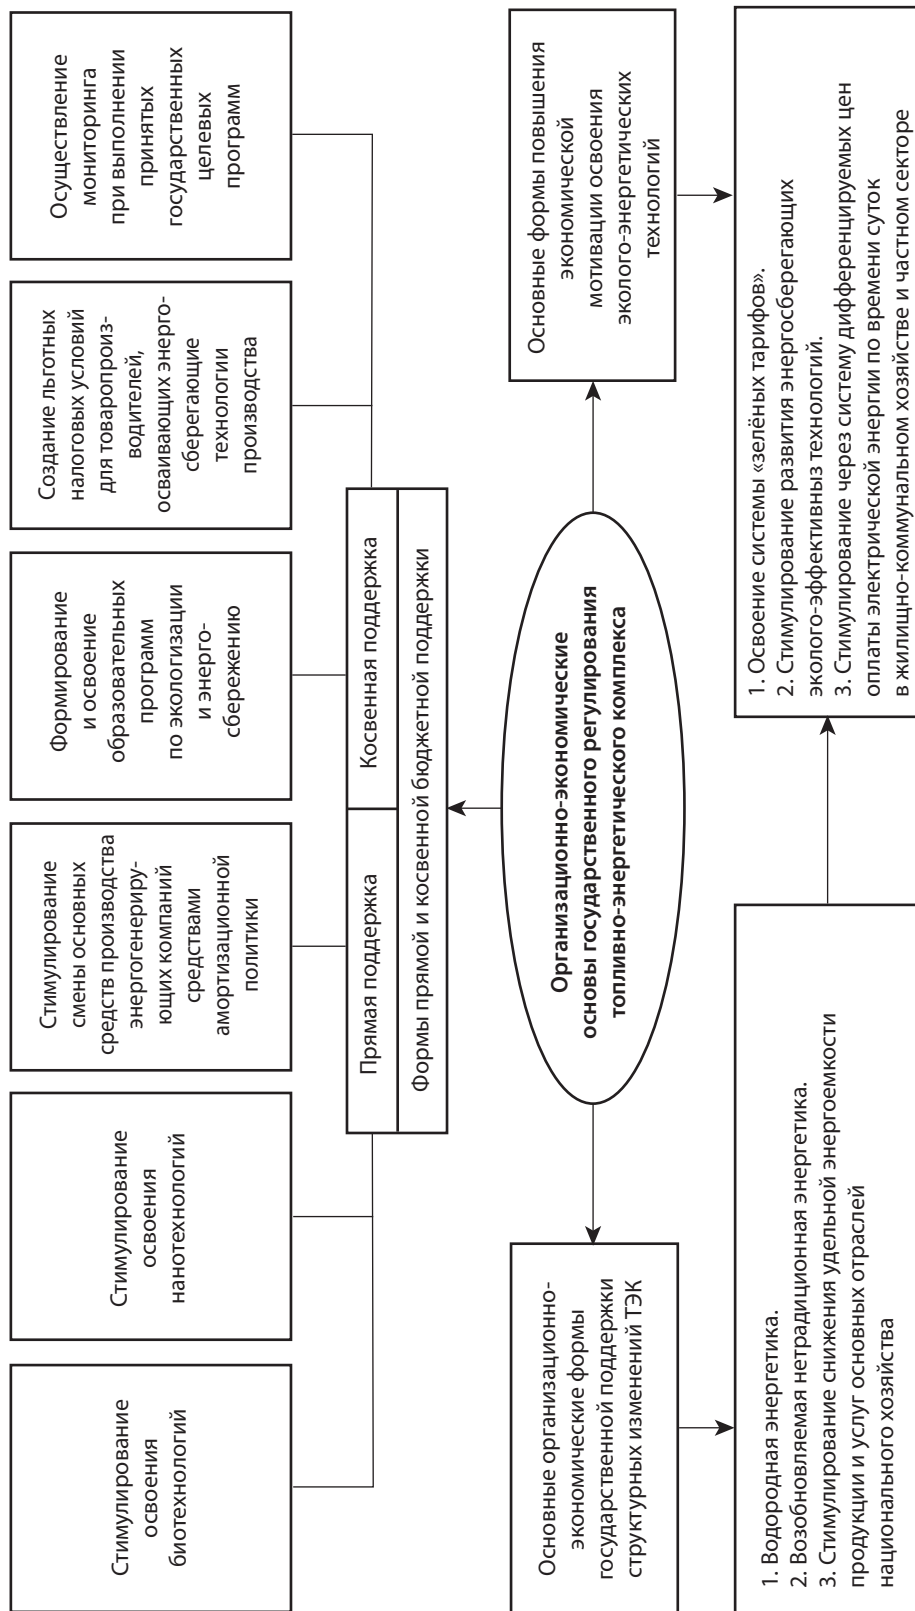 Стимулирование
освоения
биотехнологий
Стимулирование
освоения
нанотехнологий
Стимулирование
смены основных
средств производства
энергогенериру-
ющих компаний
средствами
амортизационной
политики
Формирование
и освоение
образовательных
программ
по экологизации
и энерго-
сбережению
Создание льготных
налоговых условий
для товаропроиз-
водителей,
осваивающих энерго-
сберегающие
технологии
производства
Осуществление
мониторинга
при выполнении
принятых
государственных
целевых
программ
Прямая поддержка
Косвенная поддержка
Формы прямой и косвенной бюджетной поддержки
Организационно-экономические
основы государственного регулирования
топливно-энергетического комплекса
Основные организационно-
экономические формы
государственной поддержки
структурных изменений ТЭК
Основные формы повышения
экономической
мотивации освоения
эколого-энергетических
технологий
1. Водородная энергетика.
2. Возобновляемая нетрадиционная энергетика.
3. Стимулирование снижения удельной энергоемкости
продукции и услуг основных отраслей
национального хозяйства
1. Освоение системы «зелёных тарифов».
2. Стимулирование развития энергосберегающих
эколого-эффективныз технологий.
3. Стимулирование через систему дифференцируемых цен
оплаты электрической энергии по времени суток
в жилищно-коммунальном хозяйстве и частном секторе